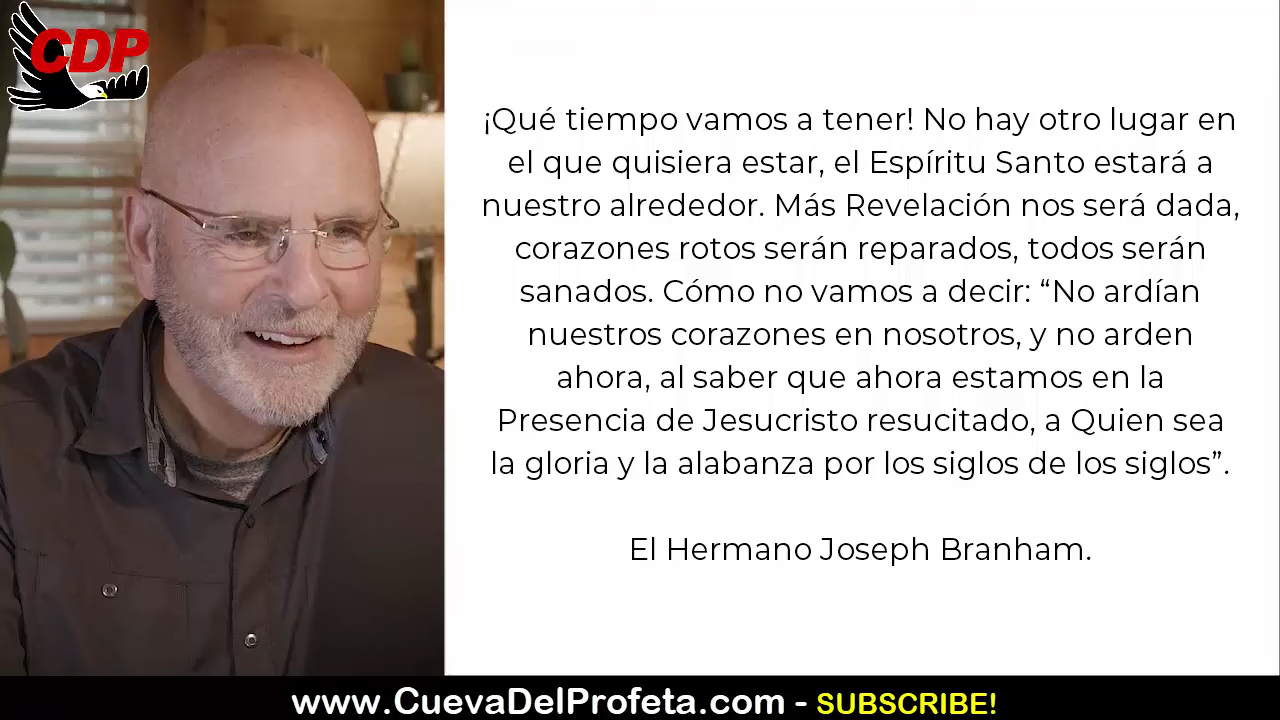 CDP
¡Qué tiempo vamos a tener! No hay otro lugar en
el que quisiera estar, el Espíritu Santo estará a
nuestro alrededor. Más Revelación nos será dada,
corazones rotos serán reparados, todos serán
sanados. Cómo no vamos a decir: “No ardían
nuestros corazones en nosotros, y no arden
ahora, al saber que ahora estamos en la
Presencia de Jesucristo resucitado, a Quien sea
la gloria y la alabanza por los siglos de los siglos”.
El Hermano Joseph Branham.
www.CuevaDelProfeta.com - SUBSCRIBE!